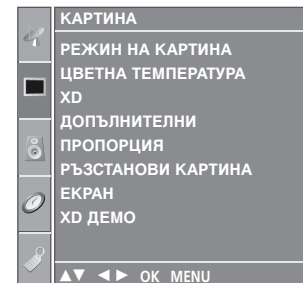 КАРТИНА
РЕЖИН НА КАРТИНА
ЦВЕТНА ТЕМПЕРАТУРА
XD
ДОПЪЛНИТЕЛНИ
ПРОПОРЦИЯ
РЪЗСТАНОВИ КАРТИНА
ЕКРАН
XD ДЕМО
▲▼ ◄► OK MENU